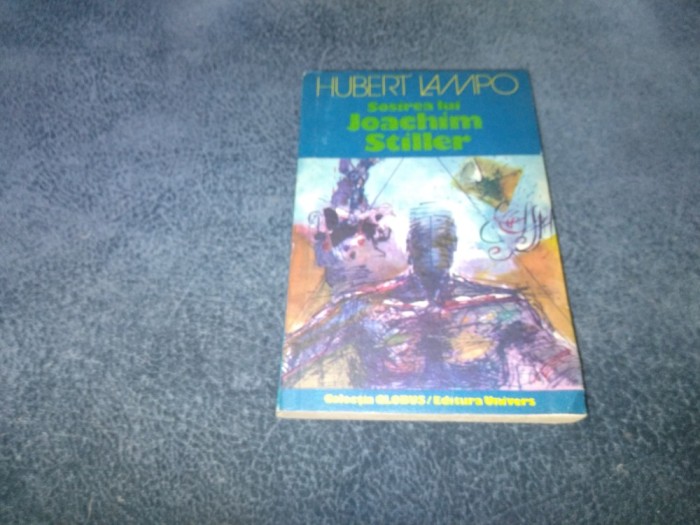 HUBERT LAMPO
Sosirea lui
Joachim
Stiller
Colecția GLOBUS / Editura Univers